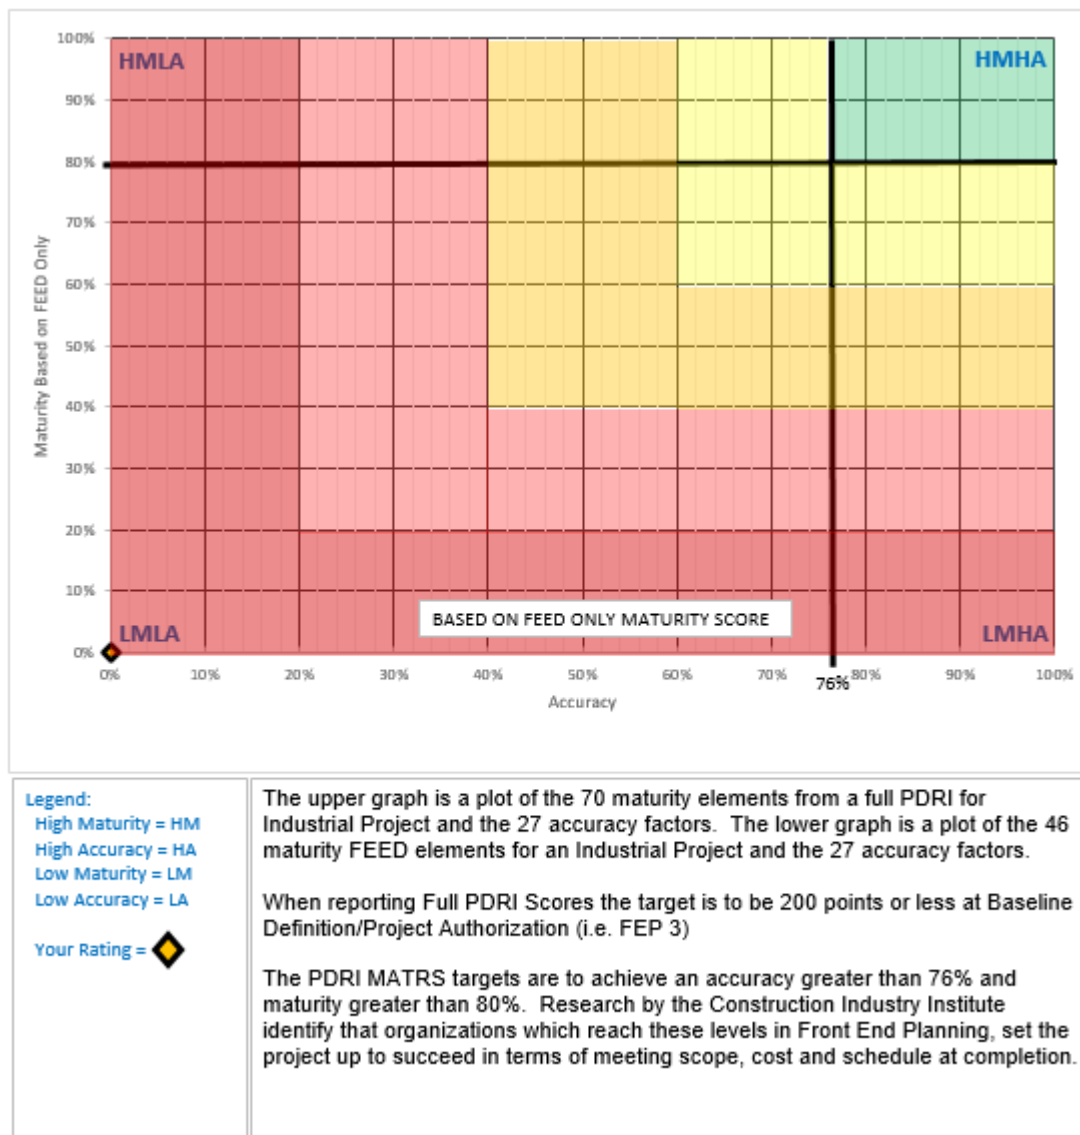 100%
HMLA
HMHA
90%
80%
70%
60%
50%
40%
30%
20%
10%
0%
Maturity Based on FEED Only
BASED ON FEED ONLY MATURITY SCORE
LMLA
LMHA
0% 10% 20% 30% 40% 50% 60% 70% 76% 80% 90% 100%
Accuracy
Legend:
High Maturity = HM
High Accuracy = HA
Low Maturity = LM
Low Accuracy = LA
Your Rating =
The upper graph is a plot of the 70 maturity elements from a full PDRI for
Industrial Project and the 27 accuracy factors. The lower graph is a plot of the 46
maturity FEED elements for an Industrial Project and the 27 accuracy factors.
When reporting Full PDRI Scores the target is to be 200 points or less at Baseline
Definition/Project Authorization (i.e. FEP 3)
The PDRI MATRS targets are to achieve an accuracy greater than 76% and
maturity greater than 80%. Research by the Construction Industry Institute
identify that organizations which reach these levels in Front End Planning, set the
project up to succeed in terms of meeting scope, cost and schedule at completion.